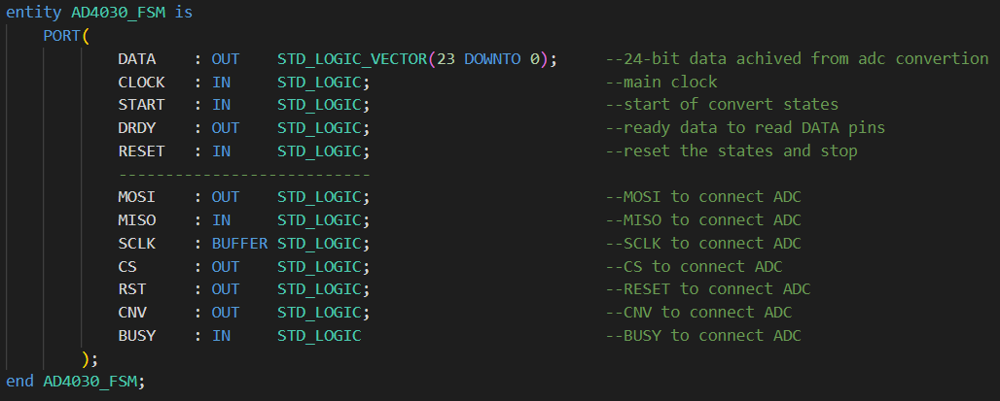 entity AD4030_FSM is
PORT(
DATA : OUT STD_LOGIC_VECTOR(23 DOWNTO 0); --24-bit data achived from adc convertion
CLOCK : IN STD_LOGIC; --main clock
START : IN STD_LOGIC; --start of convert states
DRDY : OUT STD_LOGIC; --ready data to read DATA pins
RESET : IN STD_LOGIC; --reset the states and stop
---------------------------
MOSI : OUT STD_LOGIC; --MOSI to connect ADC
MISO : IN STD_LOGIC; --MISO to connect ADC
SCLK : BUFFER STD_LOGIC; --SCLK to connect ADC
CS : OUT STD_LOGIC; --CS to connect ADC
RST : OUT STD_LOGIC; --RESET to connect ADC
CNV : OUT STD_LOGIC; --CNV to connect ADC
BUSY : IN STD_LOGIC --BUSY to connect ADC
);
end AD4030_FSM;